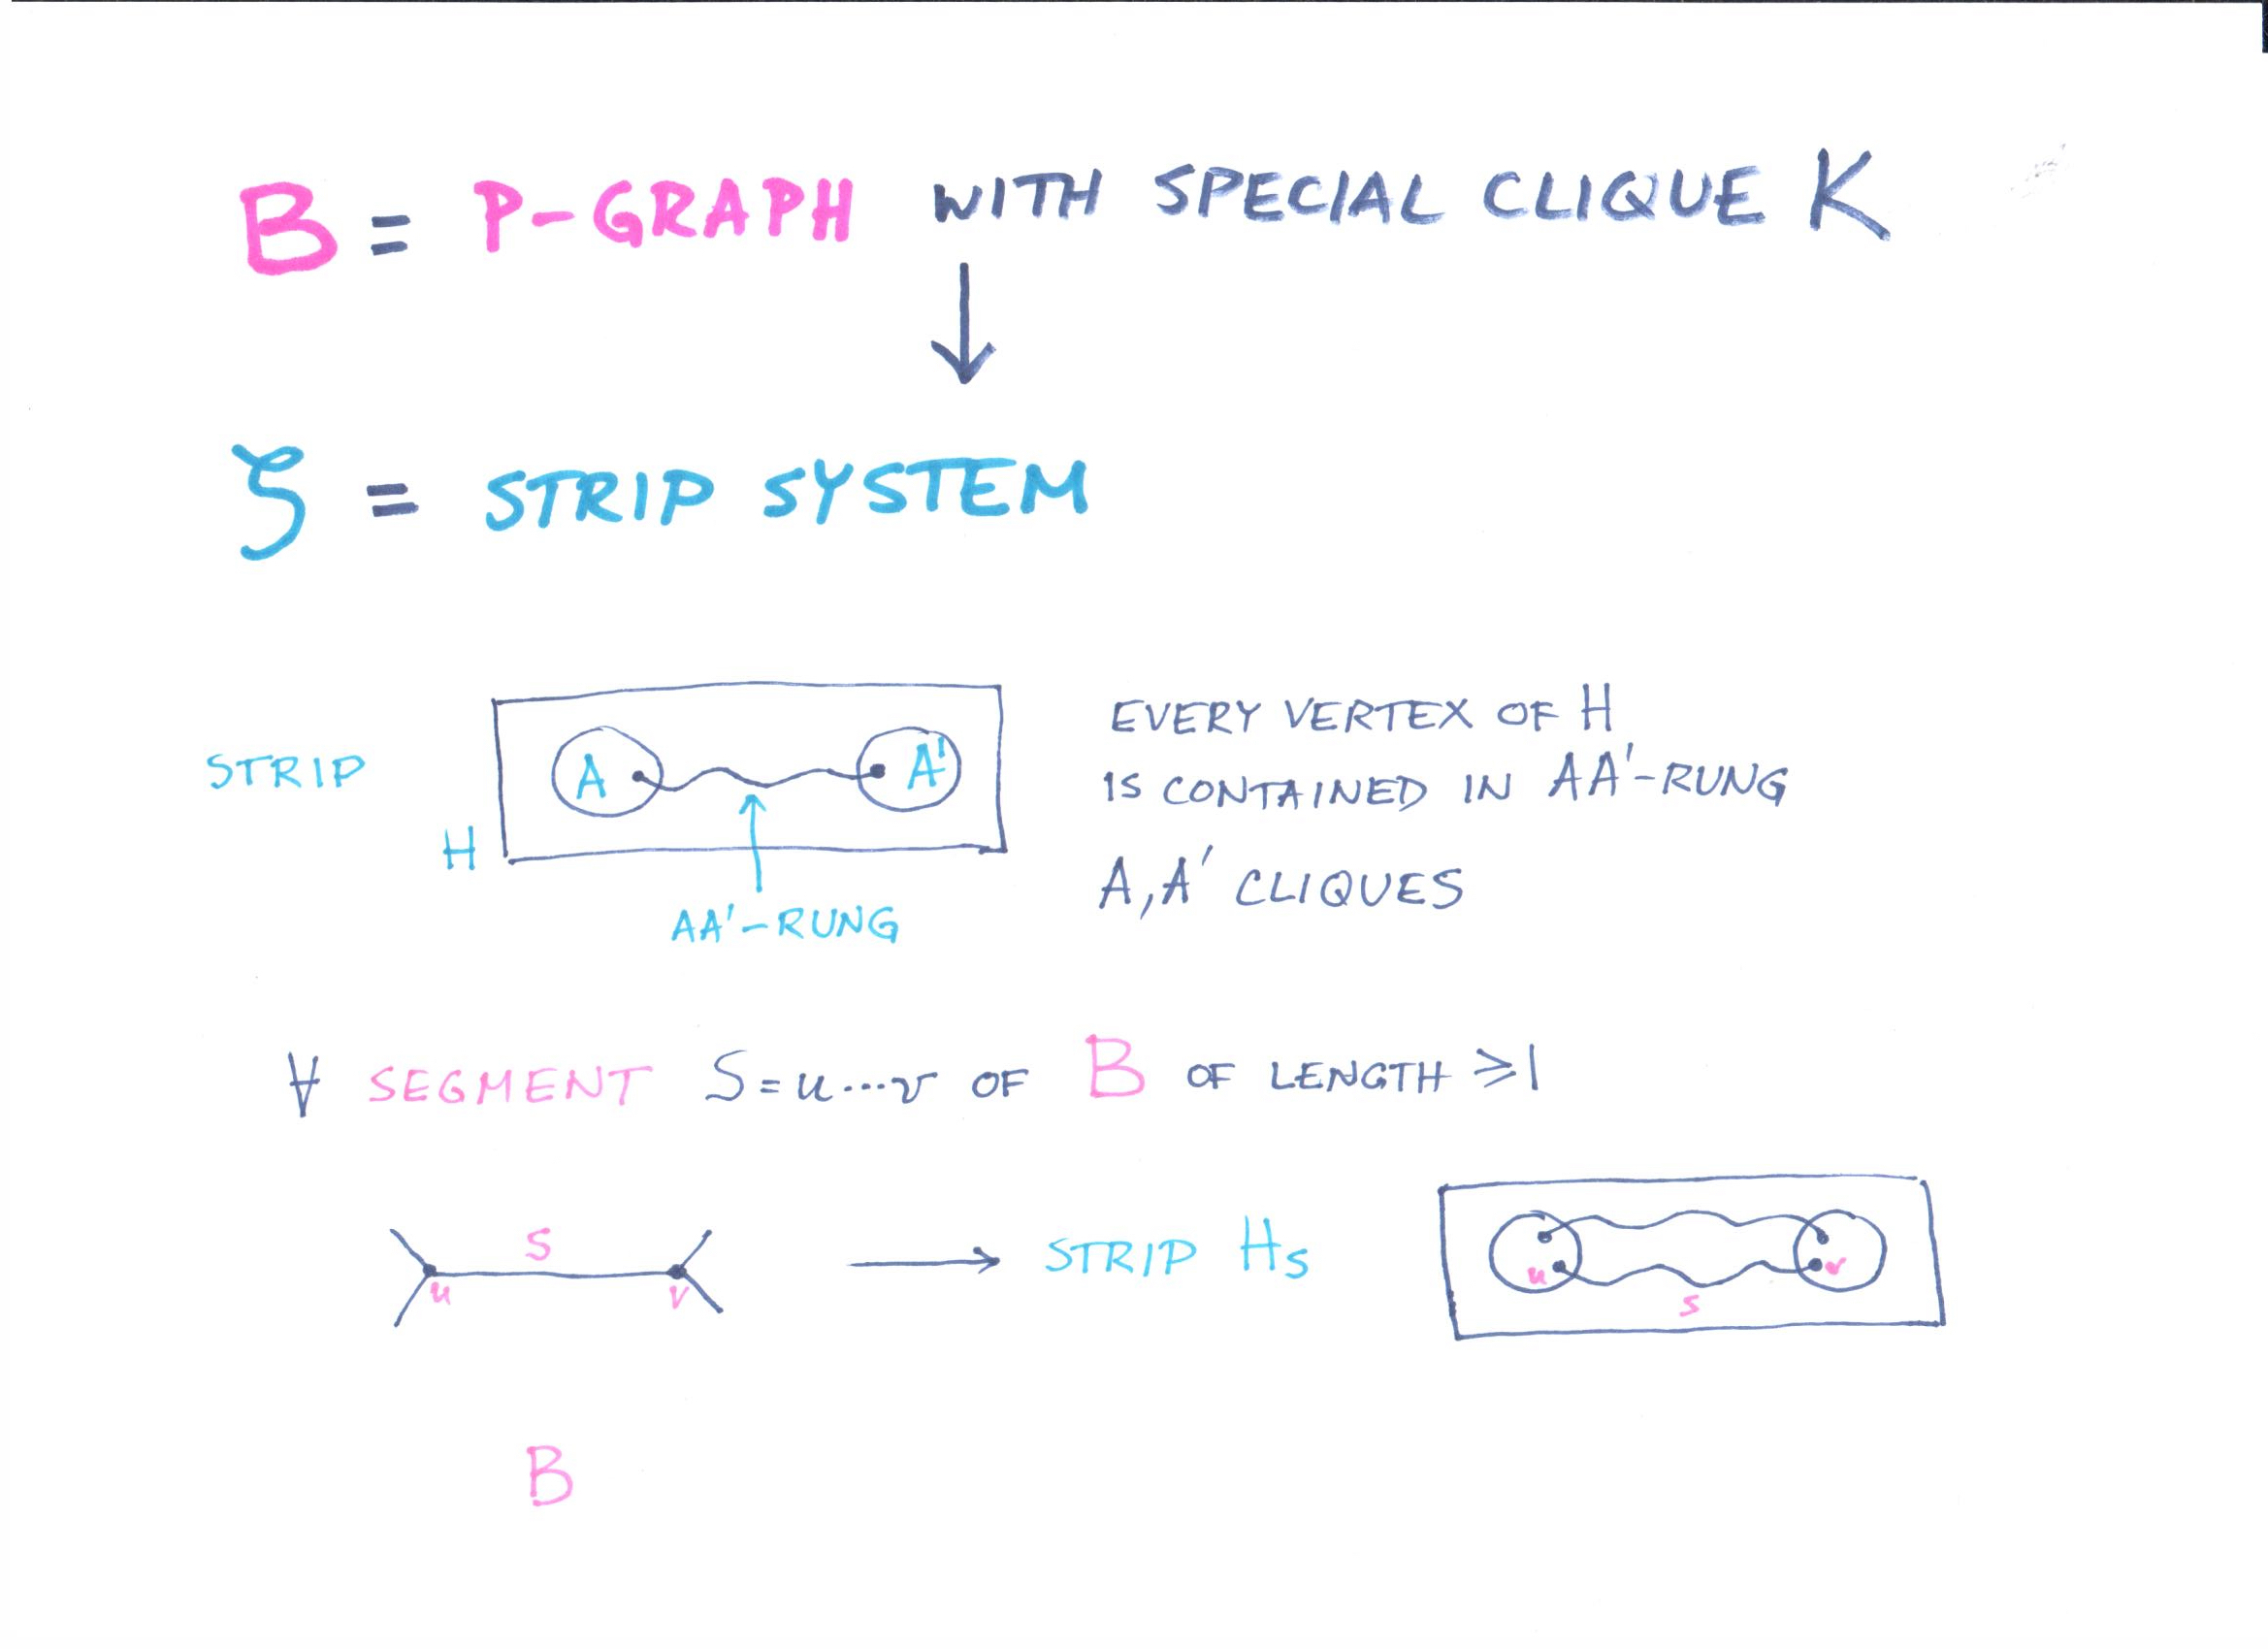 B = P-GRAPH WITH SPECIAL CLIQUE K
ζ = STRIP SYSTEM
STRIP
H
A
A'
AA'-RUNG
EVERY VERTEX OF H
IS CONTAINED IN AA'-RUNG
A, A' CLIQUES
∀ SEGMENT S = u...v OF B OF LENGTH ≥ 1
S
u
v
STRIP Hs
u
v
s
B